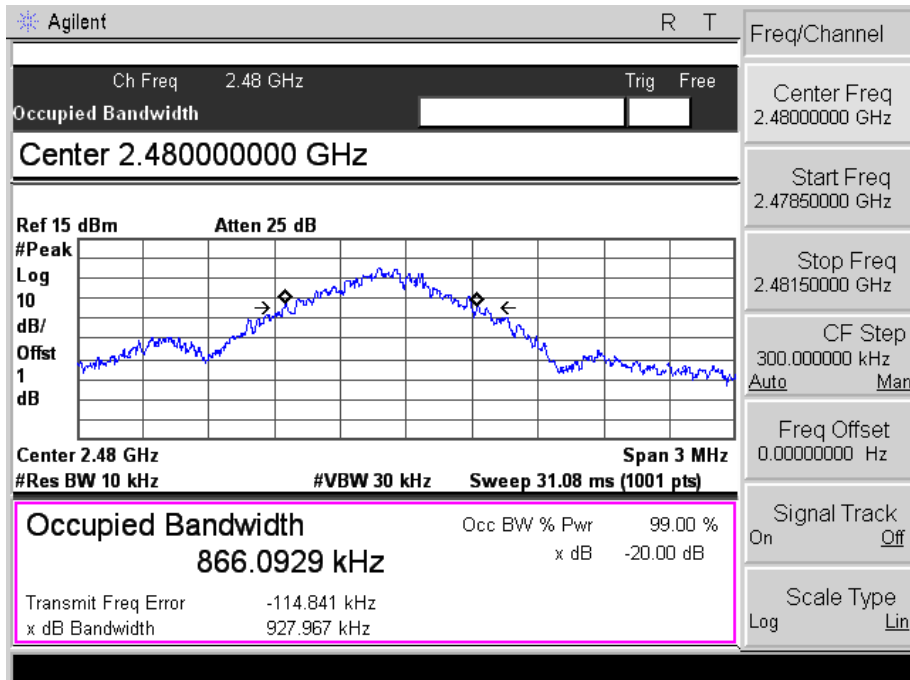 Agilent R T
Freq/Channel
Ch Freq 2.48 GHz Trig Free
Occupied Bandwidth
Center 2.480000000 GHz
Ref 15 dBm Atten 25 dB
#Peak
Log
10
dB/
Offst
1
dB
Center 2.48 GHz Span 3 MHz
#Res BW 10 kHz #VBW 30 kHz Sweep 31.08 ms (1001 pts)
Occupied Bandwidth
866.0929 kHz
Occ BW % Pwr 99.00 %
x dB -20.00 dB
Transmit Freq Error -114.841 kHz
x dB Bandwidth 927.967 kHz
Center Freq
2.48000000 GHz
Start Freq
2.47850000 GHz
Stop Freq
2.48150000 GHz
CF Step
300.000000 kHz
Auto Man
Freq Offset
0.00000000 Hz
Signal Track
On Off
Scale Type
Log Lin